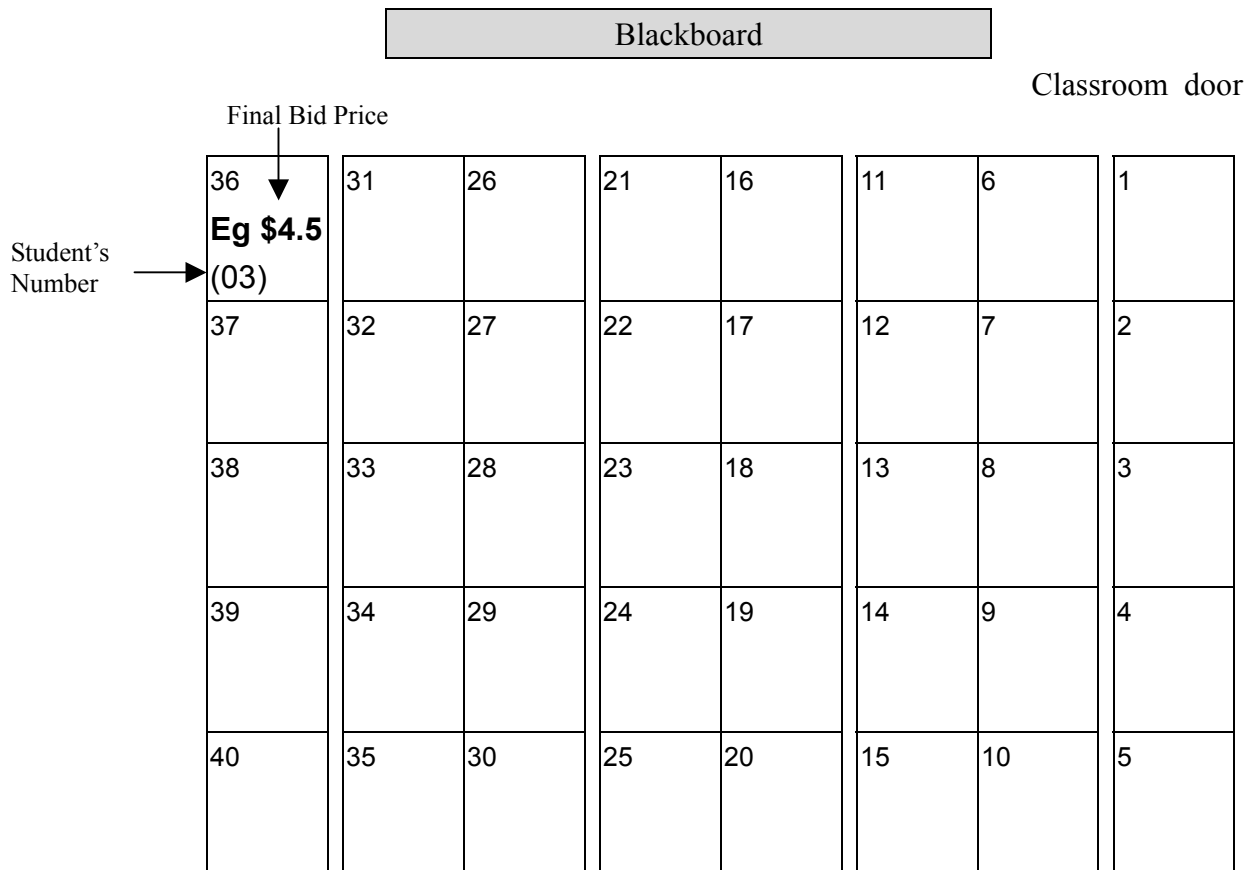 Blackboard
Classroom door
Final Bid Price
36 31 26 21 16 11 6 1
Eg $4.5
Student’s
Number
(03)
37 32 27 22 17 12 7 2
38 33 28 23 18 13 8 3
39 34 29 24 19 14 9 4
40 35 30 25 20 15 10 5